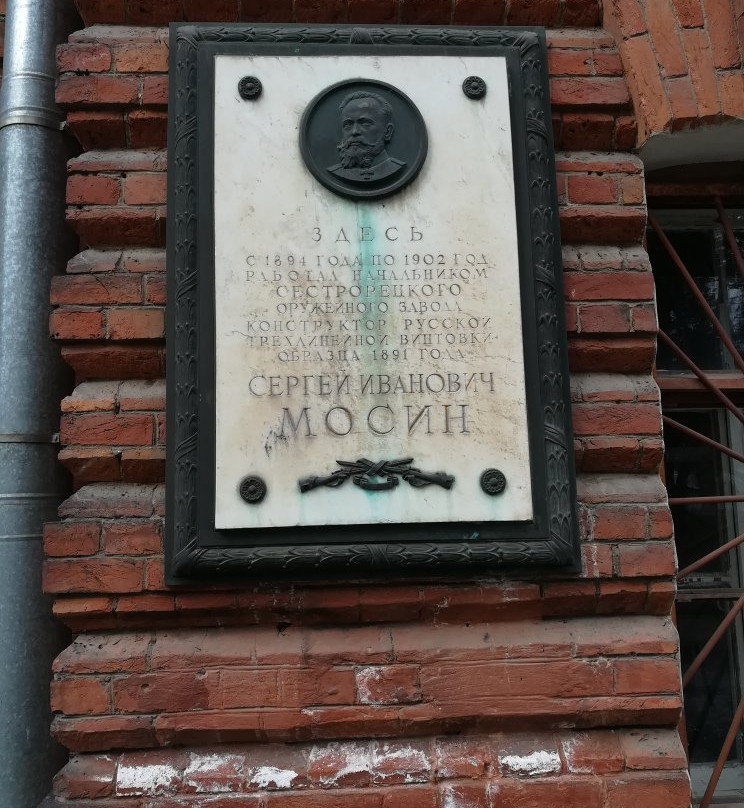 ЗДЕСЬ
С 1894 ГОДА ПО 1902 ГОД
РАБОТАЛ НАЧАЛЬНИКОМ
СЕСТРОРЕЦКОГО
ОРУЖЕЙНОГО ЗАВОДА
КОНСТРУКТОР РУССКОЙ
ТРЕХЛИНЕЙНОЙ ВИНТОВКИ
ОБРАЗЦА 1891 ГОДА
СЕРГЕЙ ИВАНОВИЧ
МОСИН